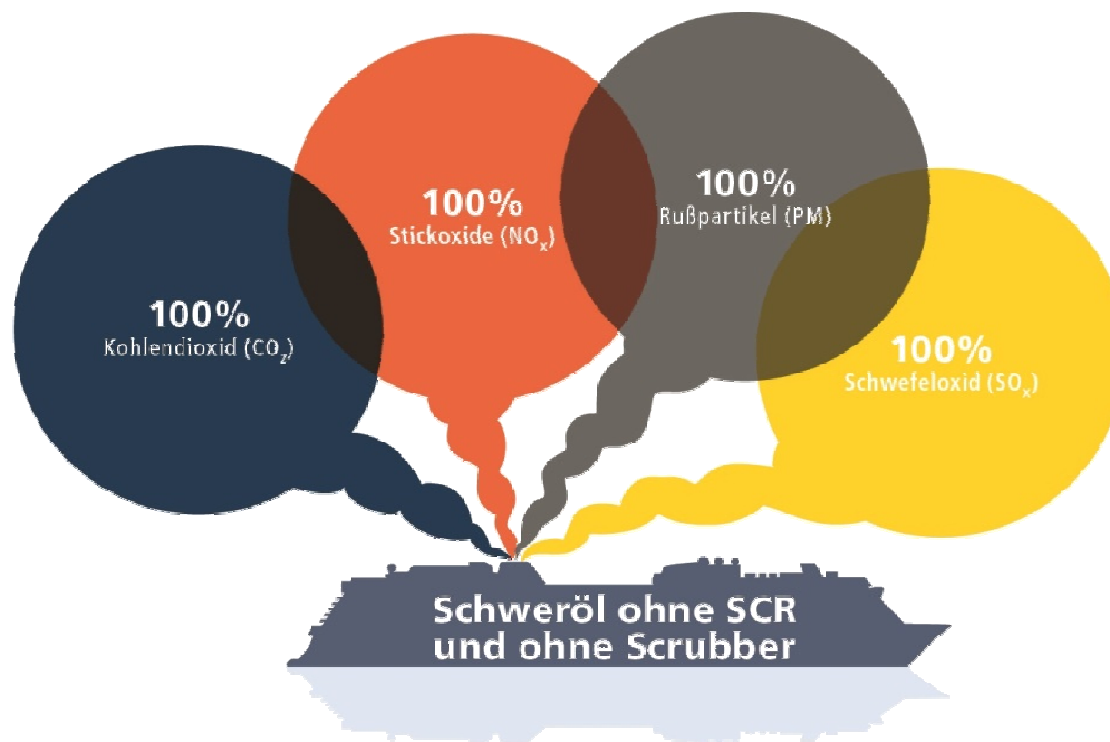 100%
Kohlendioxid (CO₂)
100%
Stickoxide (NOₓ)
100%
Rußpartikel (PM)
100%
Schwefeloxid (SOₓ)
Schweröl ohne SCR
und ohne Scrubber